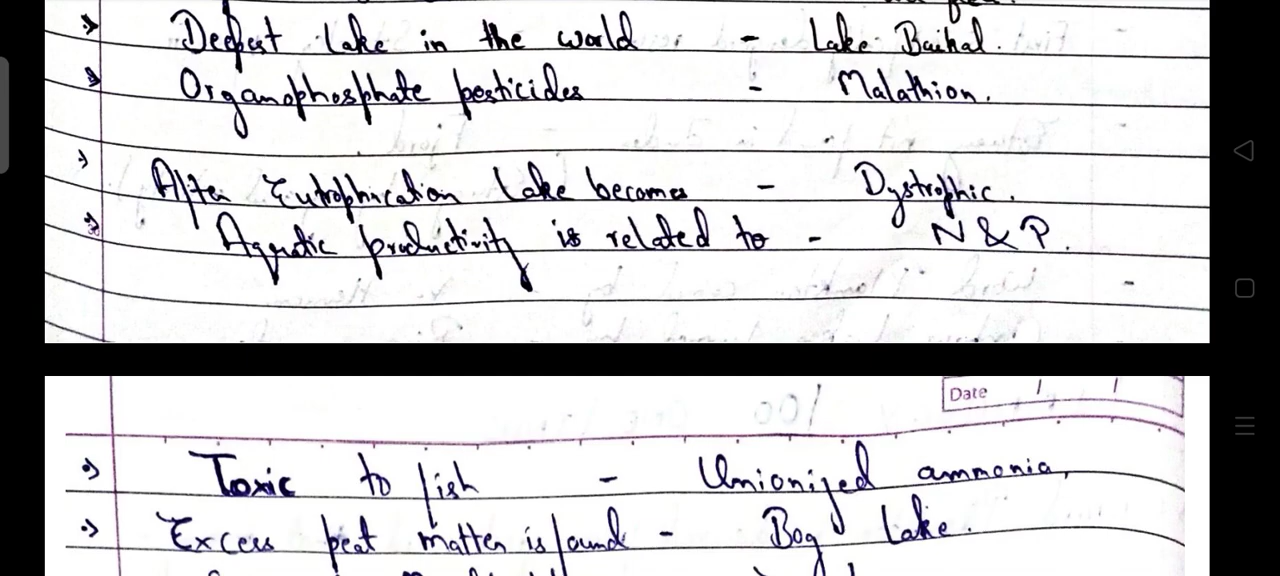 Deepest Lake in the world - Lake Baikal.
Organophosphate pesticides - Malathion.
After Eutrophication Lake becomes - Dystrophic.
Aquatic productivity is related to - N & P.
Date / /
Toxic to fish - Unionized ammonia,
Excess peat matter is found - Bog Lake.